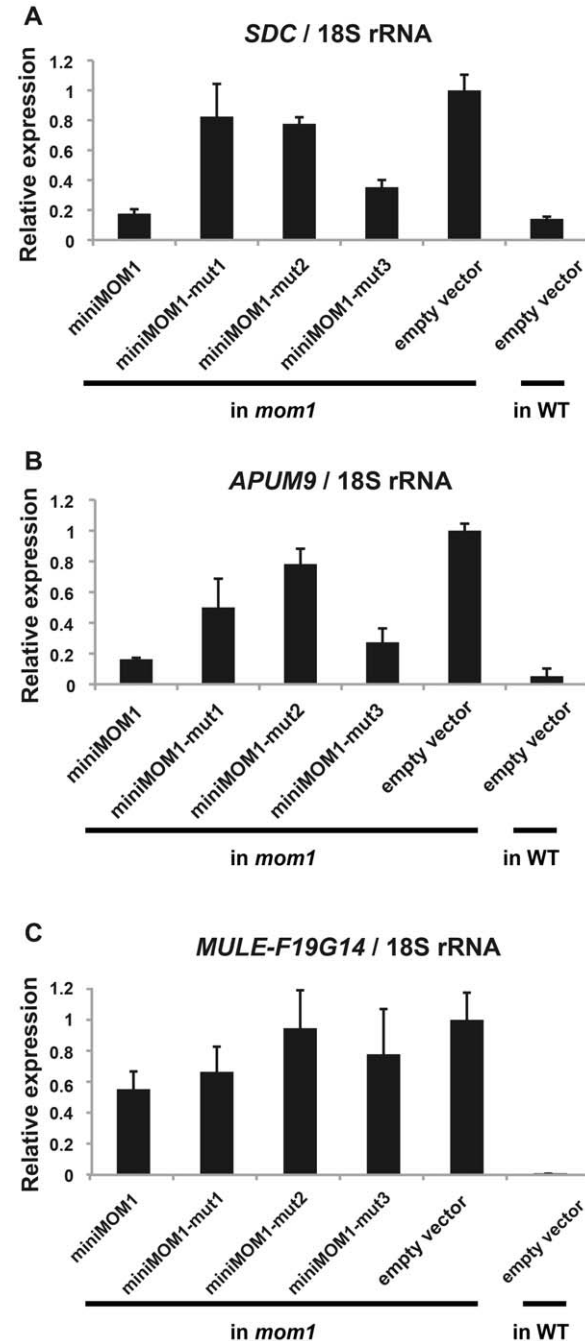 A
SDC / 18S rRNA
Relative expression
1.2
1
0.8
0.6
0.4
0.2
0
miniMOM1
miniMOM1-mut1
miniMOM1-mut2
miniMOM1-mut3
empty vector
empty vector
in mom1
in WT
B
APUM9 / 18S rRNA
Relative expression
1.2
1
0.8
0.6
0.4
0.2
0
miniMOM1
miniMOM1-mut1
miniMOM1-mut2
miniMOM1-mut3
empty vector
empty vector
in mom1
in WT
C
MULE-F19G14 / 18S rRNA
Relative expression
1.2
1
0.8
0.6
0.4
0.2
0
miniMOM1
miniMOM1-mut1
miniMOM1-mut2
miniMOM1-mut3
empty vector
empty vector
in mom1
in WT